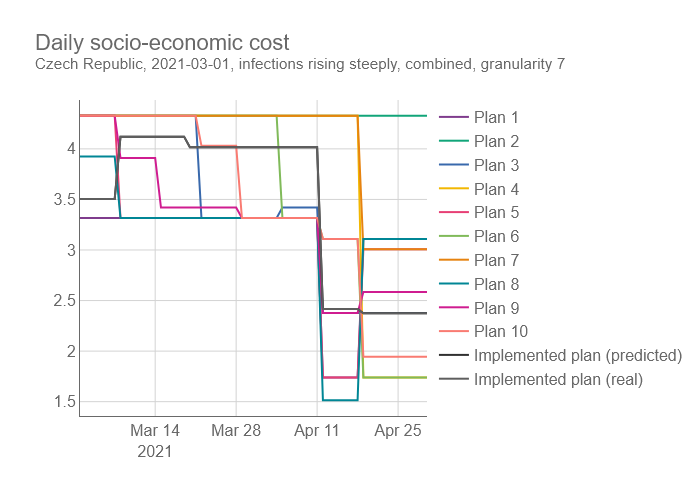 Daily socio-economic cost
Czech Republic, 2021-03-01, infections rising steeply, combined, granularity 7
4
3.5
3
2.5
2
1.5
Mar 14
2021
Mar 28
Apr 11
Apr 25
Plan 1
Plan 2
Plan 3
Plan 4
Plan 5
Plan 6
Plan 7
Plan 8
Plan 9
Plan 10
Implemented plan (predicted)
Implemented plan (real)